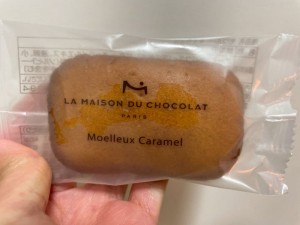 LA MAISON DU CHOCOLAT
PARIS
Moelleux Caramel